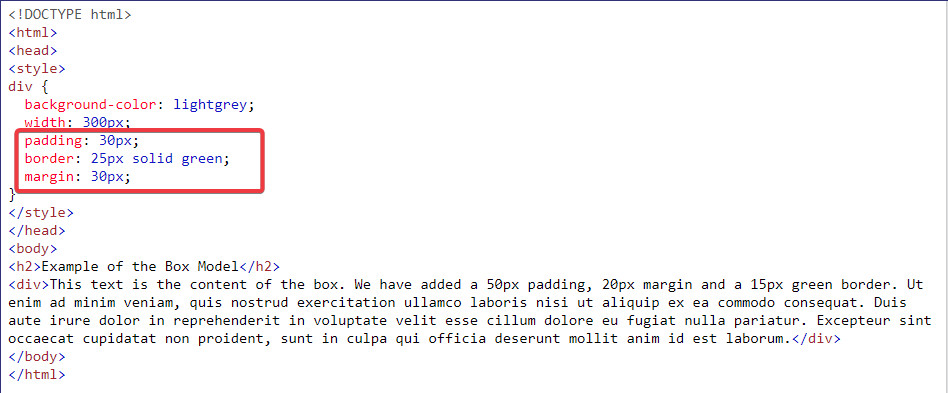 <!DOCTYPE html>
<html>
<head>
<style>
div {
  background-color: lightgrey;
  width: 300px;
  padding: 30px;
  border: 25px solid green;
  margin: 30px;
}
</style>
</head>
<body>
<h2>Example of the Box Model</h2>
<div>This text is the content of the box. We have added a 50px padding, 20px margin and a 15px green border. Ut
enim ad minim veniam, quis nostrud exercitation ullamco laboris nisi ut aliquip ex ea commodo consequat. Duis
aute irure dolor in reprehenderit in voluptate velit esse cillum dolore eu fugiat nulla pariatur. Excepteur sint
occaecat cupidatat non proident, sunt in culpa qui officia deserunt mollit anim id est laborum.</div>
</body>
</html>